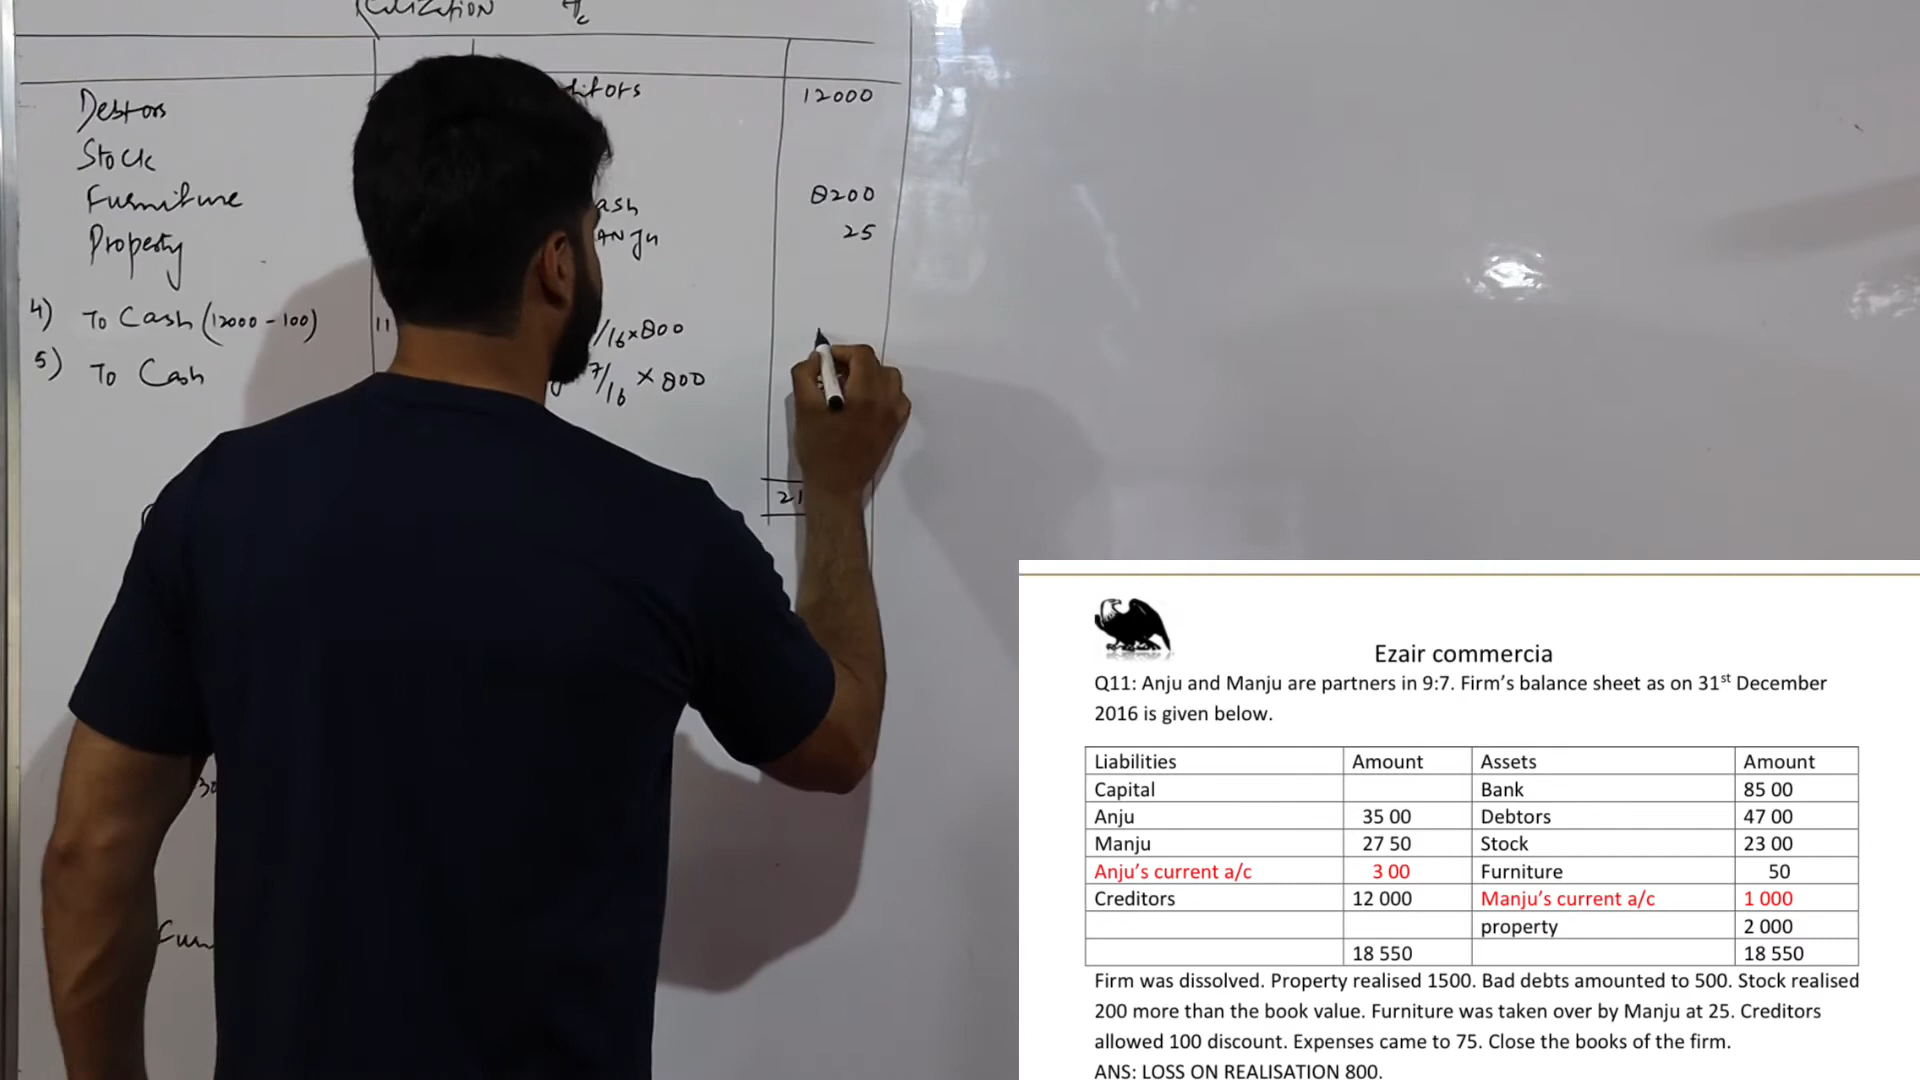 Realization A/c
Debtors
12000
Stock
Furniture
8200
Property
25
4) To Cash (12000 - 100) 11
/16 x 800
5) To Cash
7/16 x 800
21
Ezair commercia
Q11: Anju and Manju are partners in 9:7. Firm's balance sheet as on 31st December
2016 is given below.
Liabilities Amount Assets Amount
Capital Bank 85 00
Anju 35 00 Debtors 47 00
Manju 27 50 Stock 23 00
Anju's current a/c 3 00 Furniture 50
Creditors 12 000 Manju's current a/c 1 000
property 2 000
18 550 18 550
Firm was dissolved. Property realised 1500. Bad debts amounted to 500. Stock realised
200 more than the book value. Furniture was taken over by Manju at 25. Creditors
allowed 100 discount. Expenses came to 75. Close the books of the firm.
ANS: LOSS ON REALISATION 800.